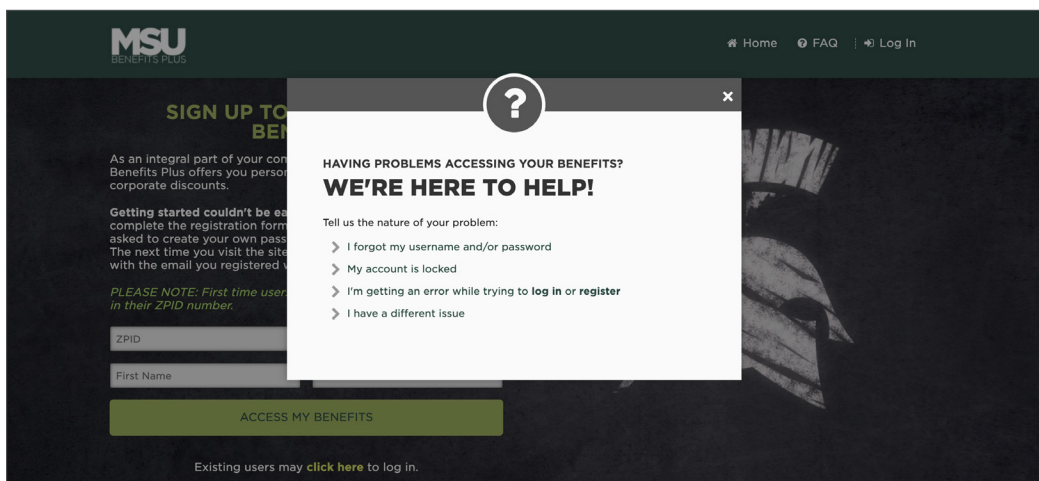 MSU
BENEFITS PLUS
Home
FAQ
Log In
SIGN UP TO
BEN
As an integral part of your con
Benefits Plus offers you person
corporate discounts.
Getting started couldn't be ea
complete the registration form
asked to create your own pass
The next time you visit the site
with the email you registered
PLEASE NOTE: First time user
in their ZPID number.
ZPID
First Name
ACCESS MY BENEFITS
Existing users may click here to log in.
?
HAVING PROBLEMS ACCESSING YOUR BENEFITS?
WE'RE HERE TO HELP!
Tell us the nature of your problem:
I forgot my username and/or password
My account is locked
I'm getting an error while trying to log in or register
I have a different issue